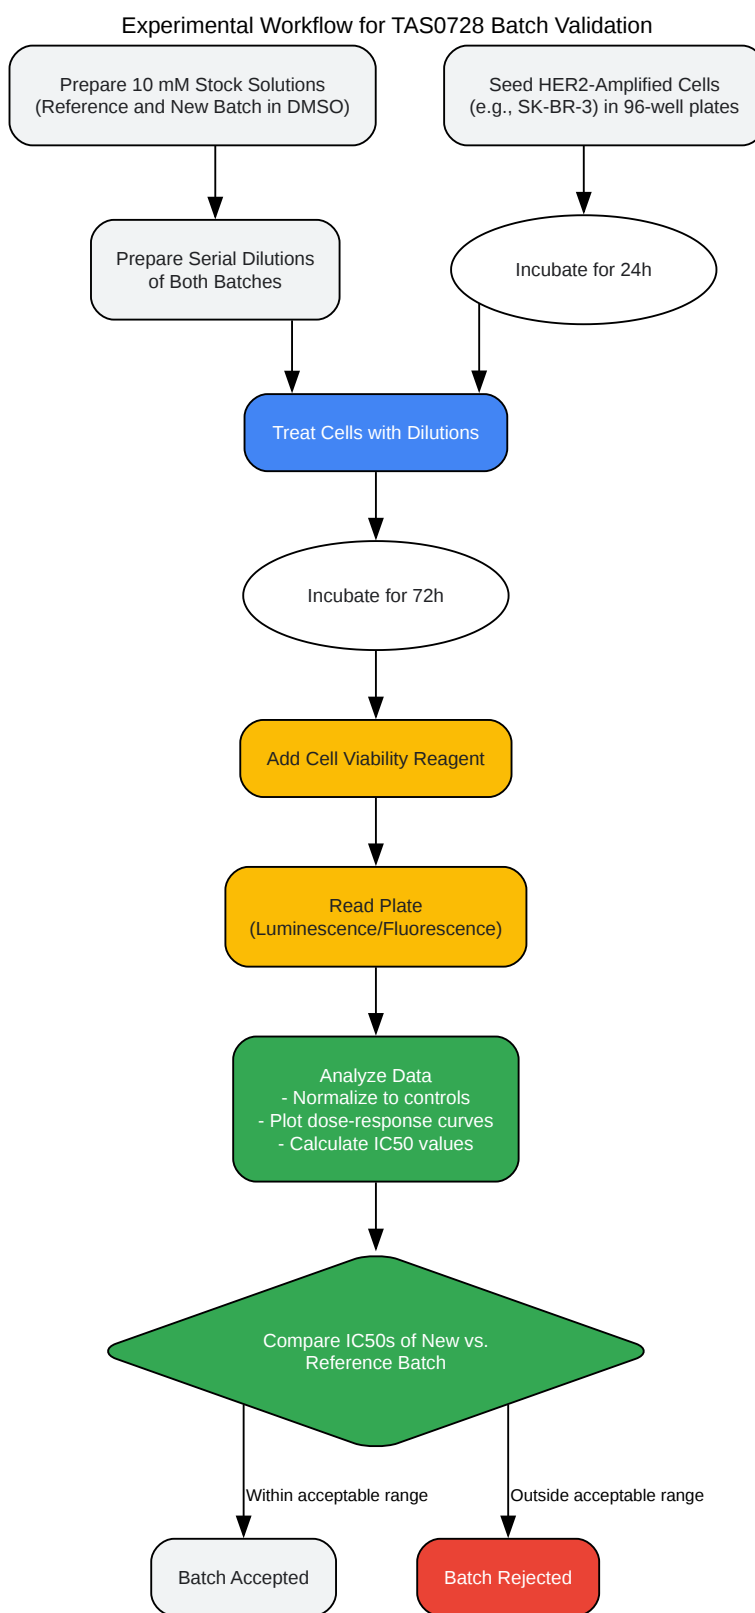 Experimental Workflow for TAS0728 Batch Validation
Prepare 10 mM Stock Solutions
(Reference and New Batch in DMSO)
Seed HER2-Amplified Cells
(e.g., SK-BR-3) in 96-well plates
Prepare Serial Dilutions
of Both Batches
Incubate for 24h
Treat Cells with Dilutions
Incubate for 72h
Add Cell Viability Reagent
Read Plate
(Luminescence/Fluorescence)
Analyze Data
- Normalize to controls
- Plot dose-response curves
- Calculate IC50 values
Compare IC50s of New vs.
Reference Batch
Within acceptable range
Outside acceptable range
Batch Accepted
Batch Rejected